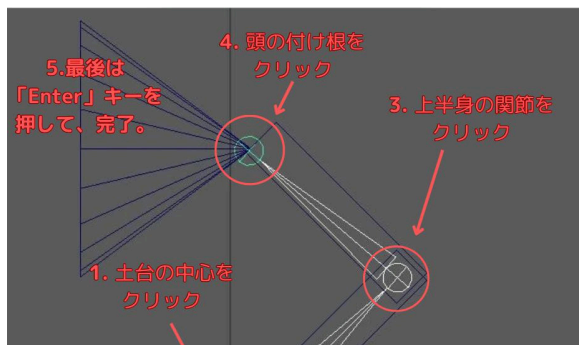 4. 頭の付け根を
クリック
5.最後は
「Enter」キーを
押して、完了。
3. 上半身の関節を
クリック
1. 土台の中心を
クリック